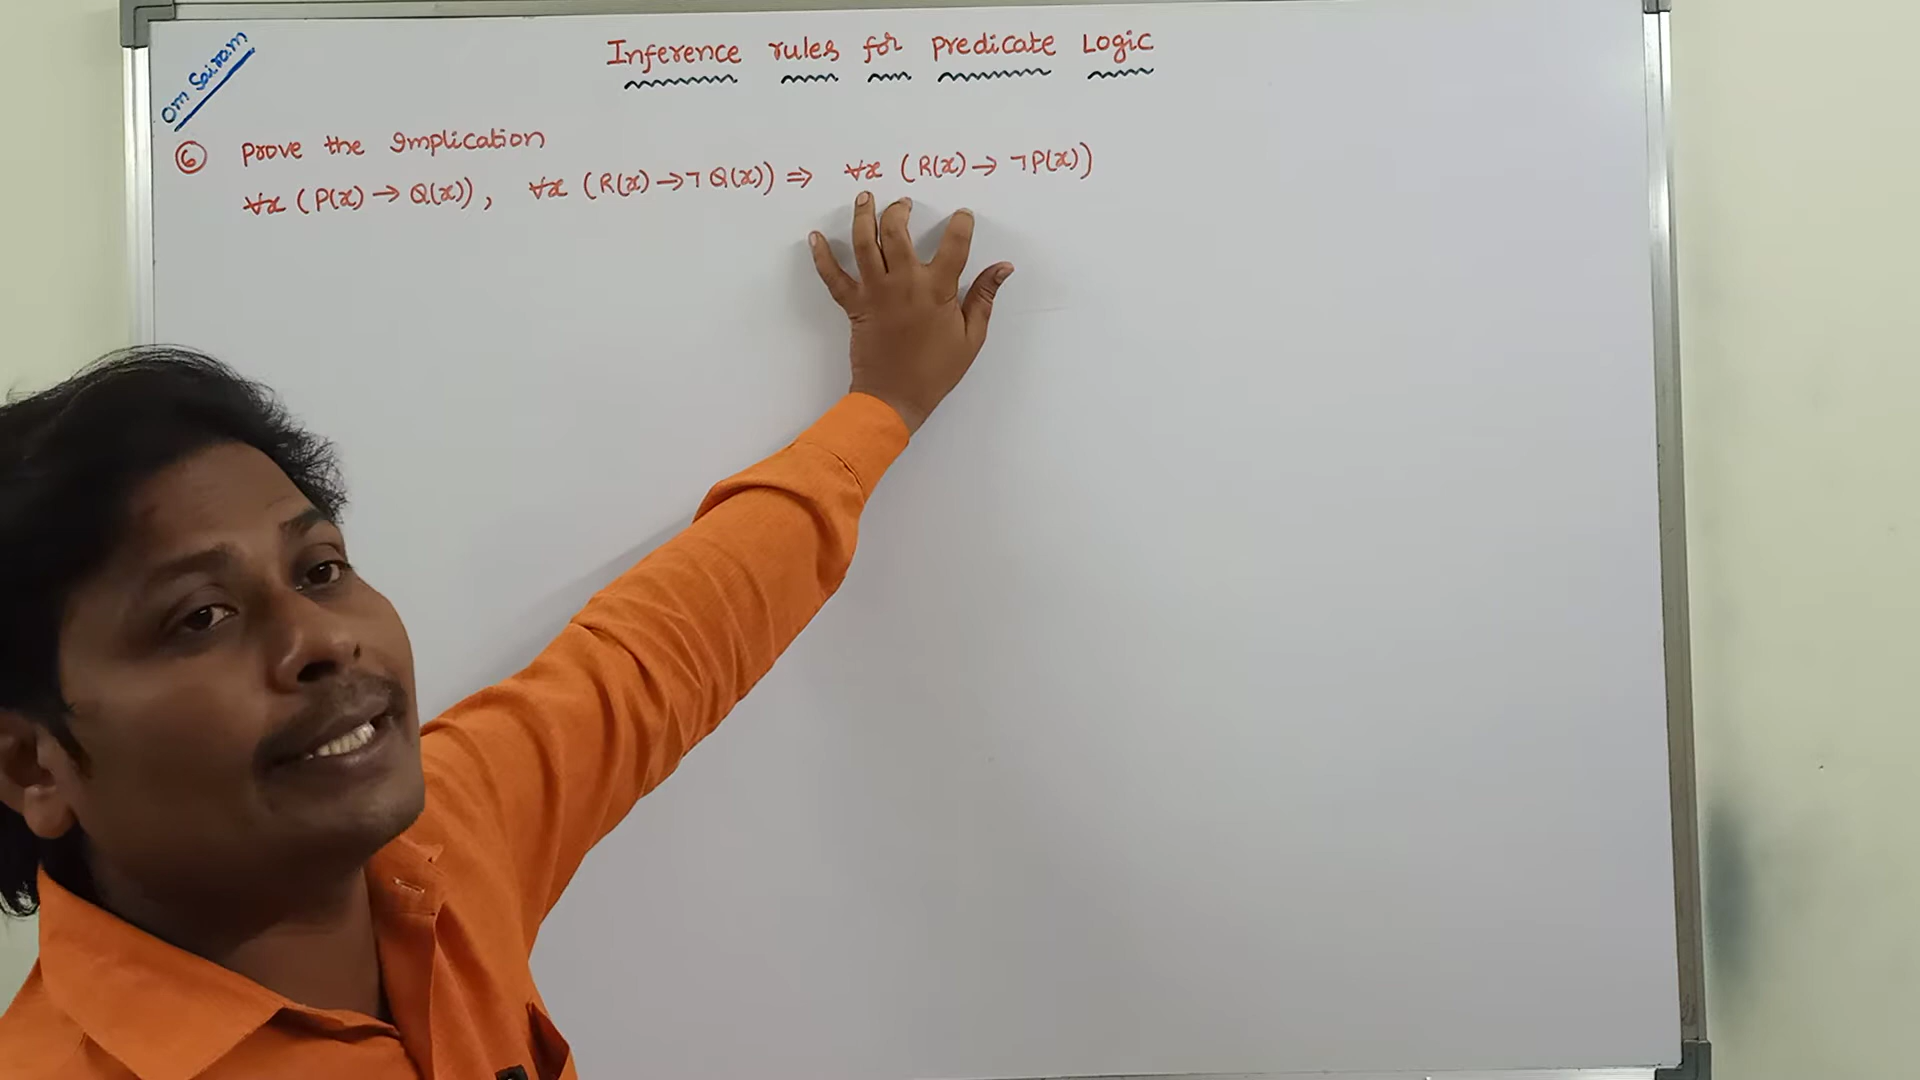 Om Sairam
Inference rules for predicate Logic
⑥ Prove the Implication
∀x (P(x) → Q(x)), ∀x (R(x) → ¬ Q(x)) ⇒ ∀x (R(x) → ¬P(x))